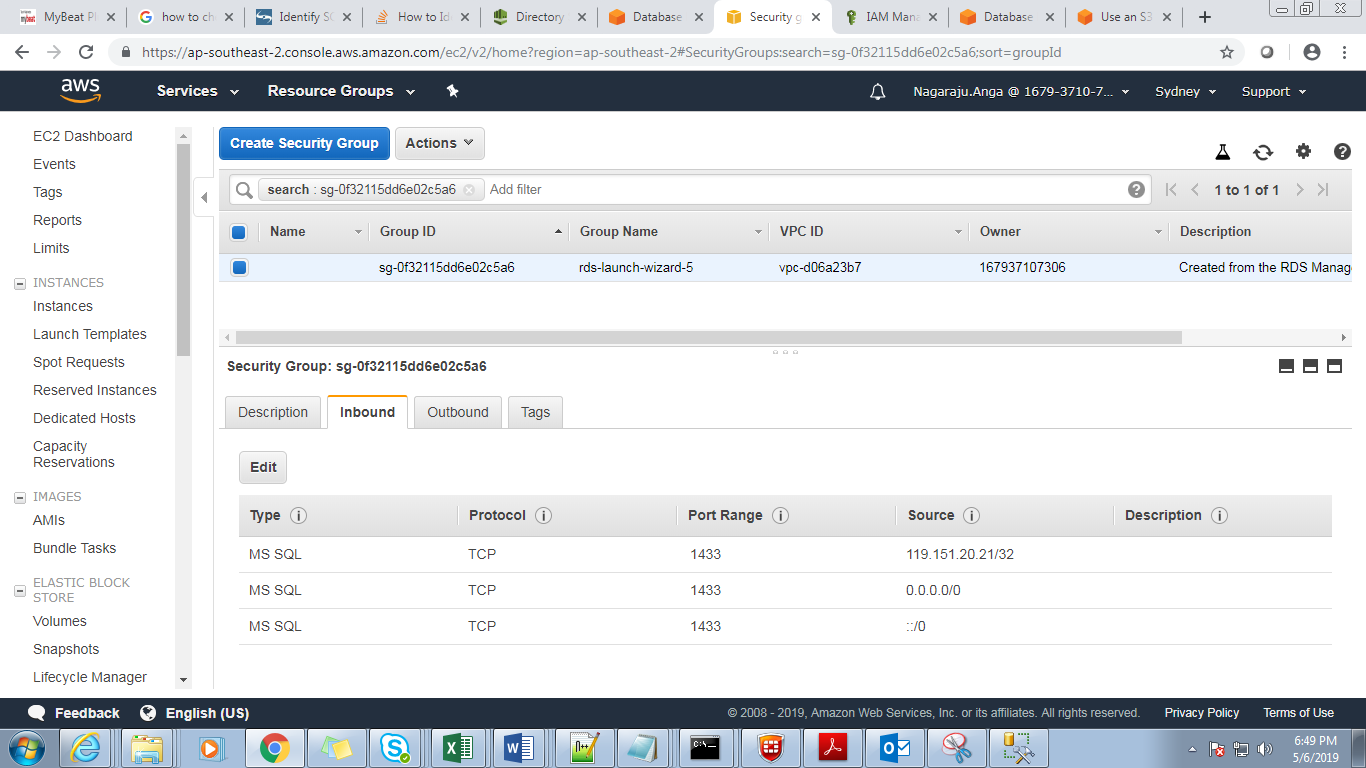 MyBeat Pl
how to ch
Identify SQ
How to Id
Directory
Database
Security g
IAM Mana
Database
Use an S3
https://ap-southeast-2.console.aws.amazon.com/ec2/v2/home?region=ap-southeast-2#SecurityGroups:search=sg-0f32115dd6e02c5a6;sort=groupId
aws Services Resource Groups Nagaraju.Anga @ 1679-3710-7... Sydney Support
EC2 Dashboard
Events
Tags
Reports
Limits
INSTANCES
Instances
Launch Templates
Spot Requests
Reserved Instances
Dedicated Hosts
Capacity
Reservations
IMAGES
AMIs
Bundle Tasks
ELASTIC BLOCK
STORE
Volumes
Snapshots
Lifecycle Manager
Create Security Group Actions
search : sg-0f32115dd6e02c5a6 Add filter 1 to 1 of 1
Name Group ID Group Name VPC ID Owner Description
sg-0f32115dd6e02c5a6 rds-launch-wizard-5 vpc-d06a23b7 167937107306 Created from the RDS Manag
Security Group: sg-0f32115dd6e02c5a6
Description Inbound Outbound Tags
Edit
Type Protocol Port Range Source Description
MS SQL TCP 1433 119.151.20.21/32
MS SQL TCP 1433 0.0.0.0/0
MS SQL TCP 1433 ::/0
Feedback English (US) © 2008 - 2019, Amazon Web Services, Inc. or its affiliates. All rights reserved. Privacy Policy Terms of Use
6:49 PM
5/6/2019